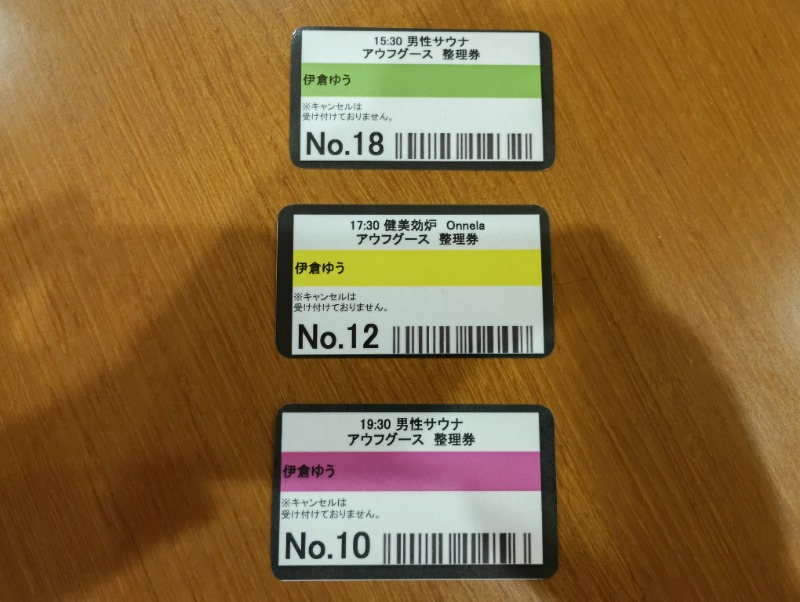 15:30 男性サウナ
アウフグース 整理券
伊倉ゆう
※キャンセルは
受け付けておりません。
No.18
17:30 健美効炉 Onnela
アウフグース 整理券
伊倉ゆう
※キャンセルは
受け付けておりません。
No.12
19:30 男性サウナ
アウフグース 整理券
伊倉ゆう
※キャンセルは
受け付けておりません。
No.10